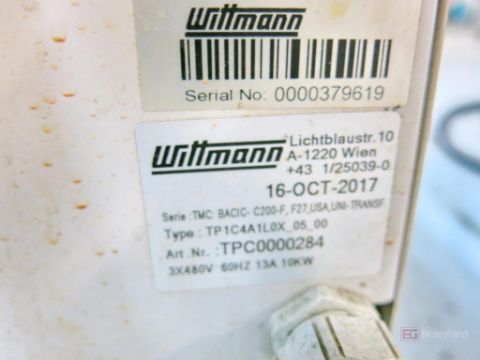 Wittmann
Serial No: 0000379619
Wittmann
Lichtblaustr.10
A-1220 Wien
+43 1/25039-0
16-OCT-2017
Serie :TMC: BACIC- C200-F, F27,USA,UNI-TRANSF
Type : TP1C4A1L0X_05_00
Art .Nr. : TPC0000284
3X480V 60HZ 13A 10KW
EG Branford